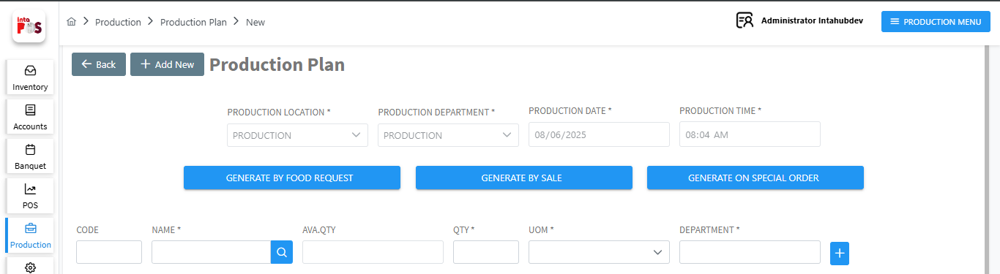 Inta
POS
Production
Production Plan
New
Administrator Intahubdev
PRODUCTION MENU
Inventory
Accounts
Banquet
POS
Production
Back
Add New
Production Plan
PRODUCTION LOCATION *
PRODUCTION DEPARTMENT *
PRODUCTION DATE *
PRODUCTION TIME *
PRODUCTION
PRODUCTION
08/06/2025
08:04 AM
GENERATE BY FOOD REQUEST
GENERATE BY SALE
GENERATE ON SPECIAL ORDER
CODE
NAME *
AVA.QTY
QTY *
UOM *
DEPARTMENT *